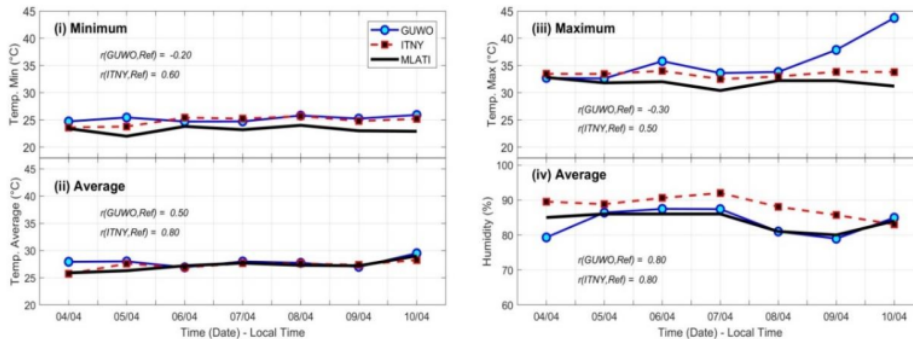 (i) Minimum
r(GUWO,Ref) = -0.20
r(ITNY,Ref) = 0.60
GUWO
ITNY
MLATI
Temp. Min (°C)
45
40
35
30
25
20
(ii) Average
r(GUWO,Ref) = 0.50
r(ITNY,Ref) = 0.80
Temp. Average (°C)
45
40
35
30
25
20
04/04 05/04 06/04 07/04 08/04 09/04 10/04
Time (Date) - Local Time
(iii) Maximum
r(GUWO,Ref) = -0.30
r(ITNY,Ref) = 0.50
Temp. Max (°C)
45
40
35
30
25
20
(iv) Average
r(GUWO,Ref) = 0.80
r(ITNY,Ref) = 0.80
Humidity (%)
100
90
80
70
60
04/04 05/04 06/04 10/04 08/04 09/04 10/04
Time (Date) - Local Time